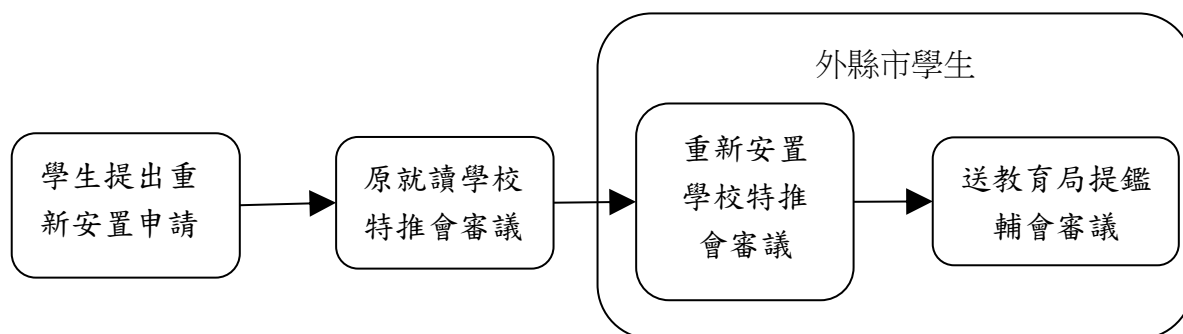 外縣市學生
學生提出重
新安置申請
原就讀學校
特推會審議
重新安置
學校特推
會審議
送教育局提鑑
輔會審議